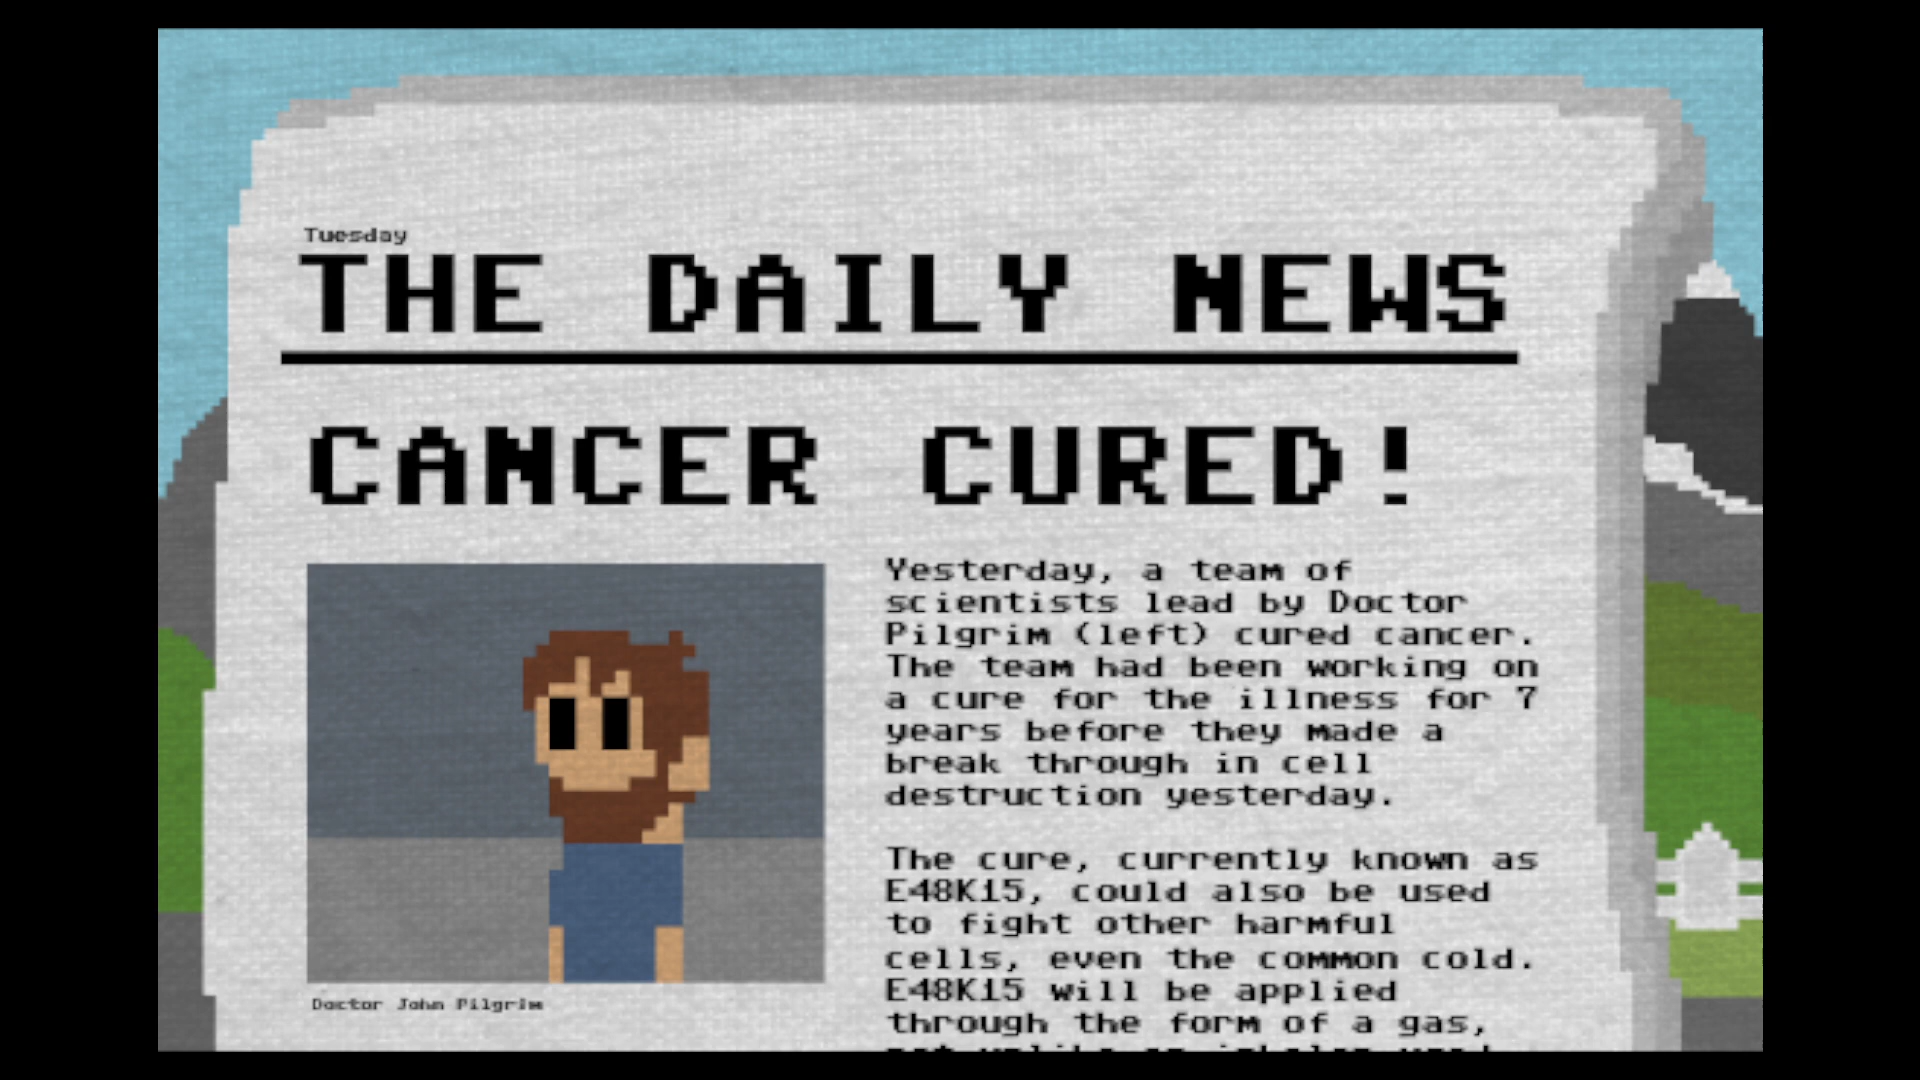 Tuesday
THE DAILY NEWS
CANCER CURED!
Yesterday, a team of
scientists lead by Doctor
Pilgrim (left) cured cancer.
The team had been working on
a cure for the illness for 7
years before they made a
break through in cell
destruction yesterday.
The cure, currently known as
E48K15, could also be used
to fight other harmful
cells, even the common cold.
E48K15 will be applied
through the form of a gas,
Doctor John Pilgrim